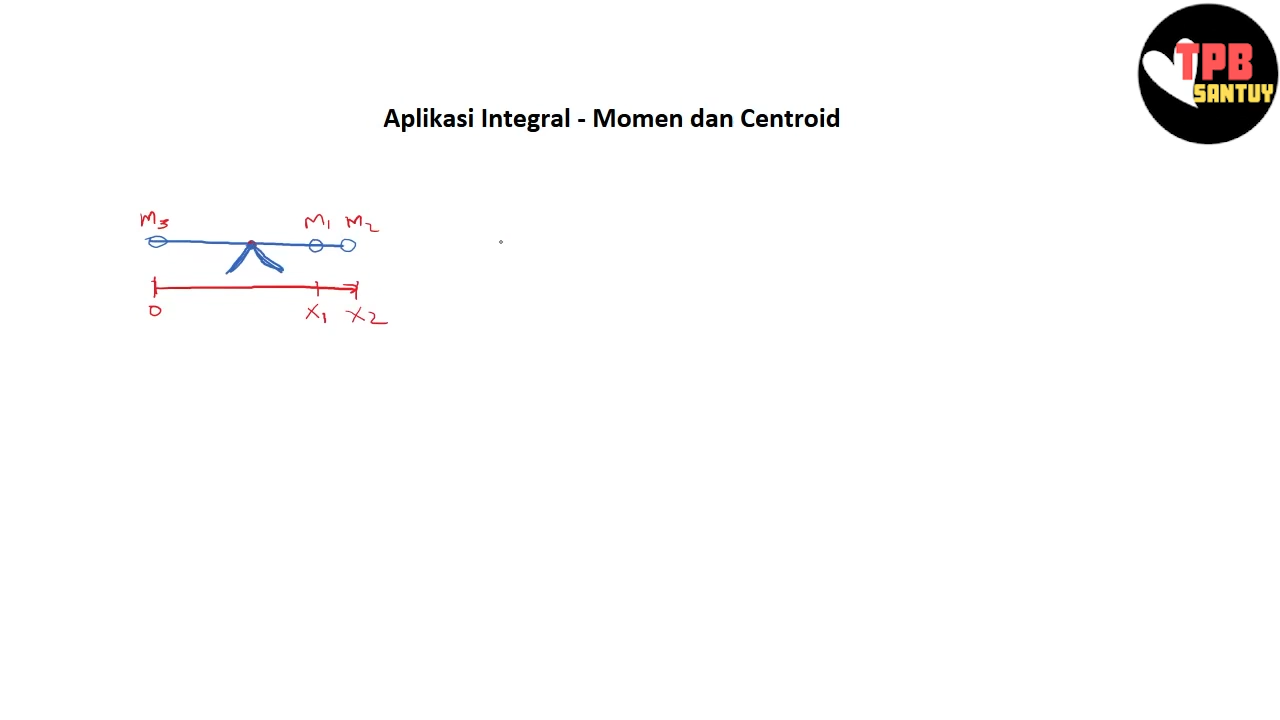 TPB
SANTUY
Aplikasi Integral - Momen dan Centroid
M3 M1 M2
0 X1 X2